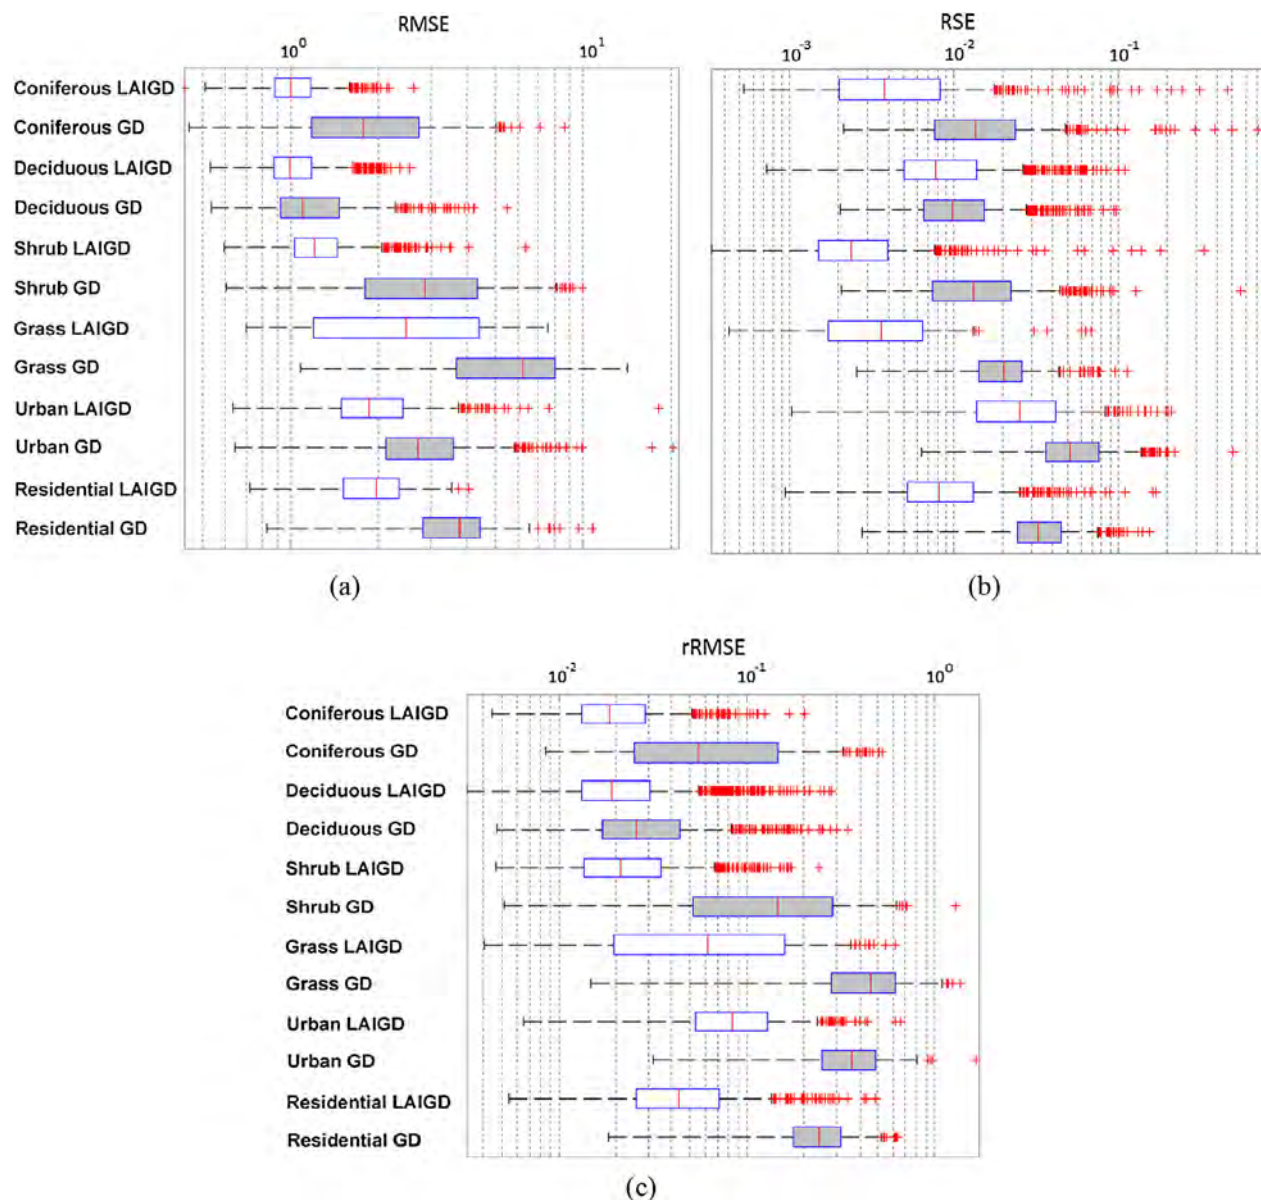 RMSE
10^0 10^1
Coniferous LAIGD
Coniferous GD
Deciduous LAIGD
Deciduous GD
Shrub LAIGD
Shrub GD
Grass LAIGD
Grass GD
Urban LAIGD
Urban GD
Residential LAIGD
Residential GD
(a)
RSE
10^-3 10^-2 10^-1
(b)
rRMSE
10^-2 10^-1 10^0
Coniferous LAIGD
Coniferous GD
Deciduous LAIGD
Deciduous GD
Shrub LAIGD
Shrub GD
Grass LAIGD
Grass GD
Urban LAIGD
Urban GD
Residential LAIGD
Residential GD
(c)